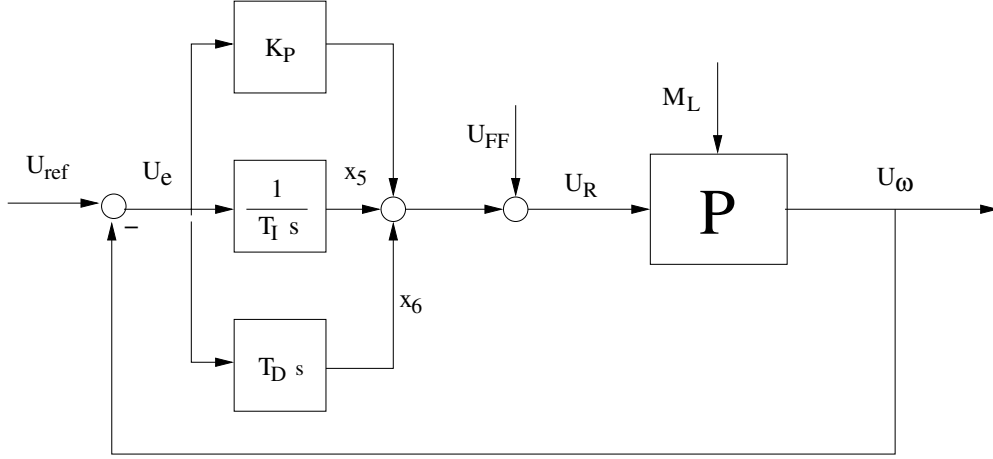 K_P
M_L
U_FF
U_ref
U_e
1
T_I s
x_5
U_R
P
U_ω
−
x_6
T_D s